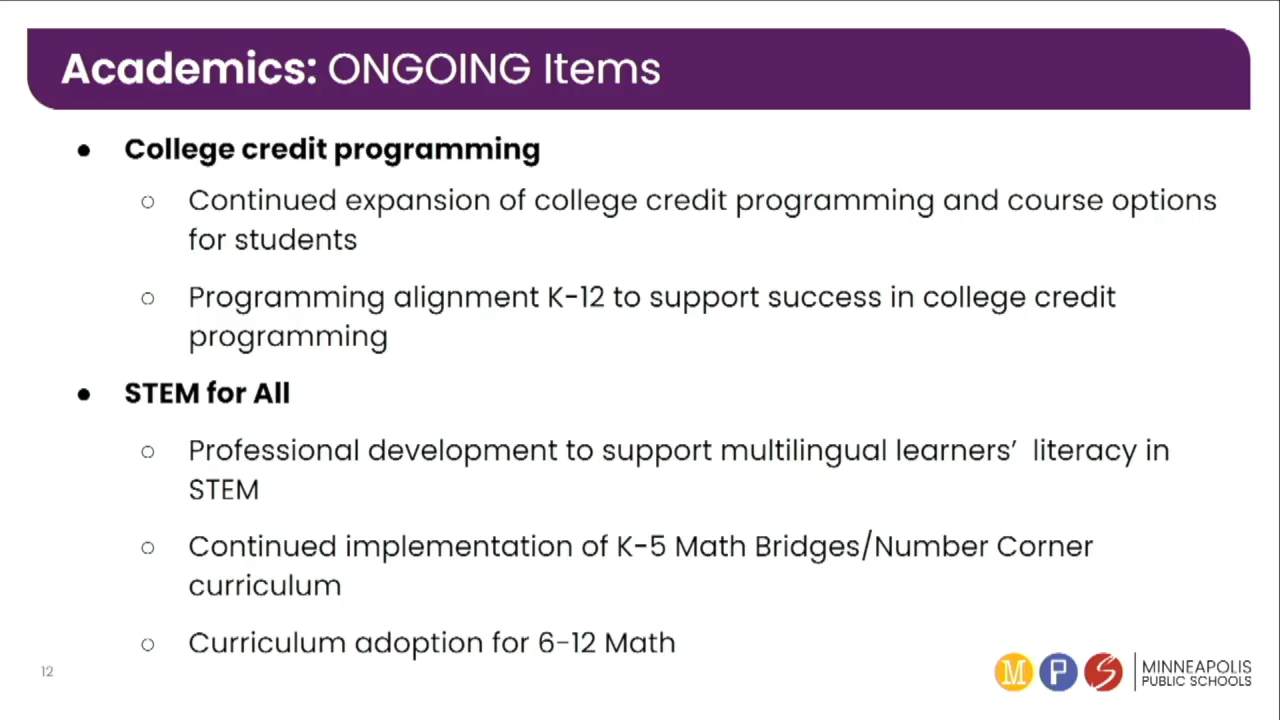 Academics: ONGOING Items
● College credit programming
○ Continued expansion of college credit programming and course options
for students
○ Programming alignment K-12 to support success in college credit
programming
● STEM for All
○ Professional development to support multilingual learners’  literacy in
STEM
○ Continued implementation of K-5 Math Bridges/Number Corner
curriculum
○ Curriculum adoption for 6-12 Math
12
M P S MINNEAPOLIS
PUBLIC SCHOOLS